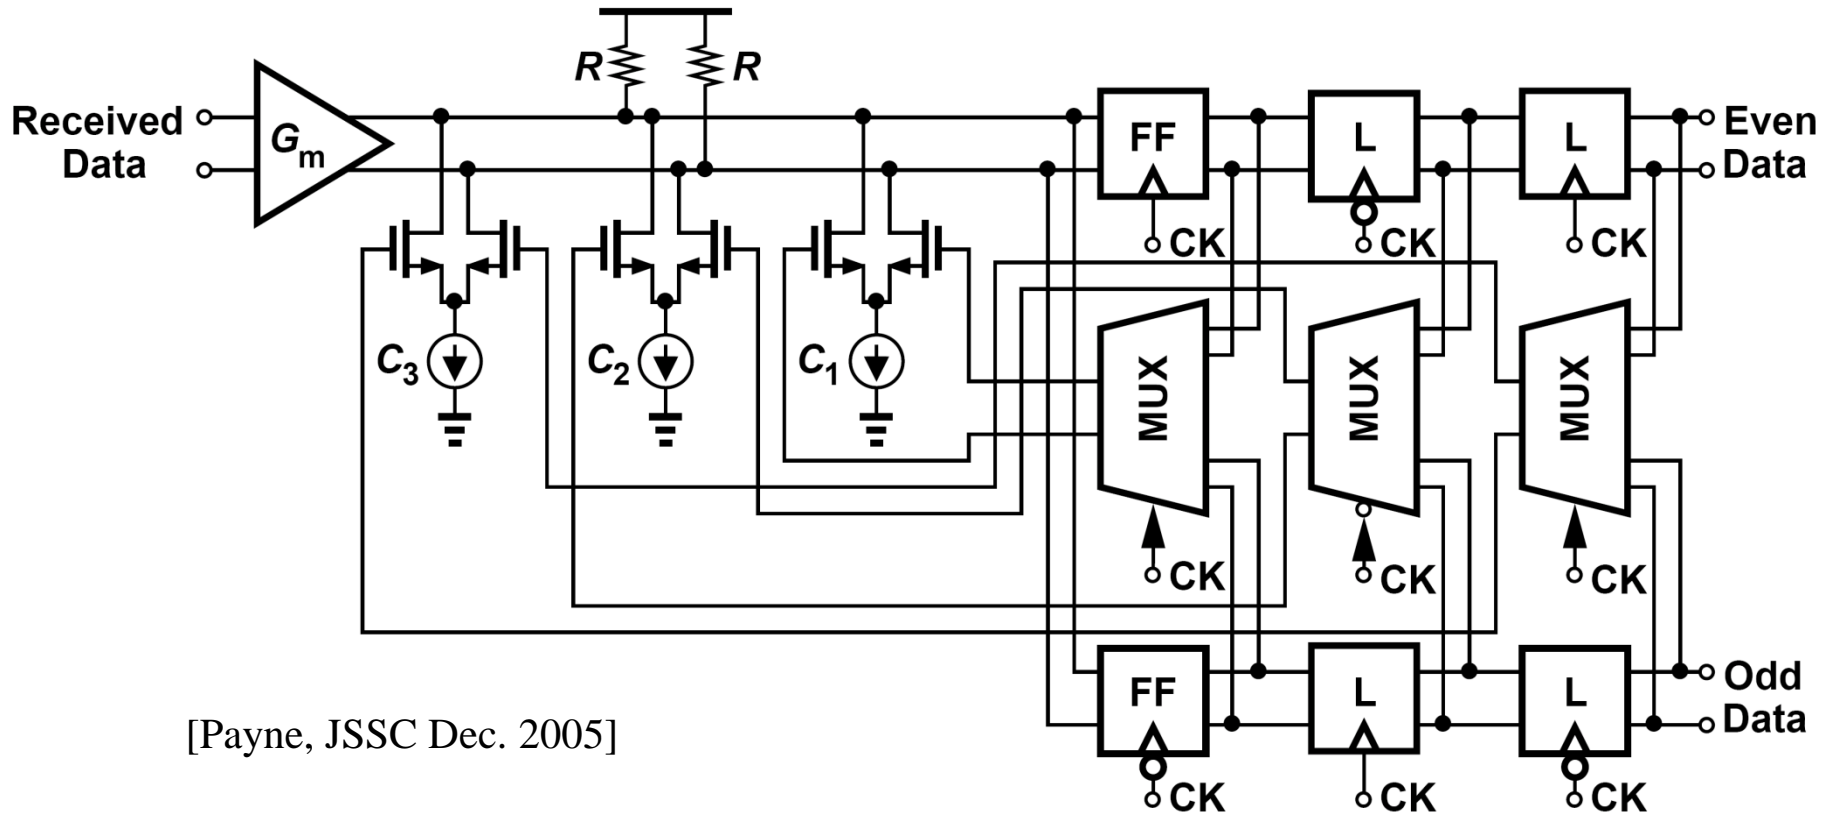 R
R
Received
Data
Gm
FF
L
L
Even
Data
CK
CK
CK
C3
C2
C1
MUX
MUX
MUX
CK
CK
CK
FF
L
L
Odd
Data
[Payne, JSSC Dec. 2005]
CK
CK
CK